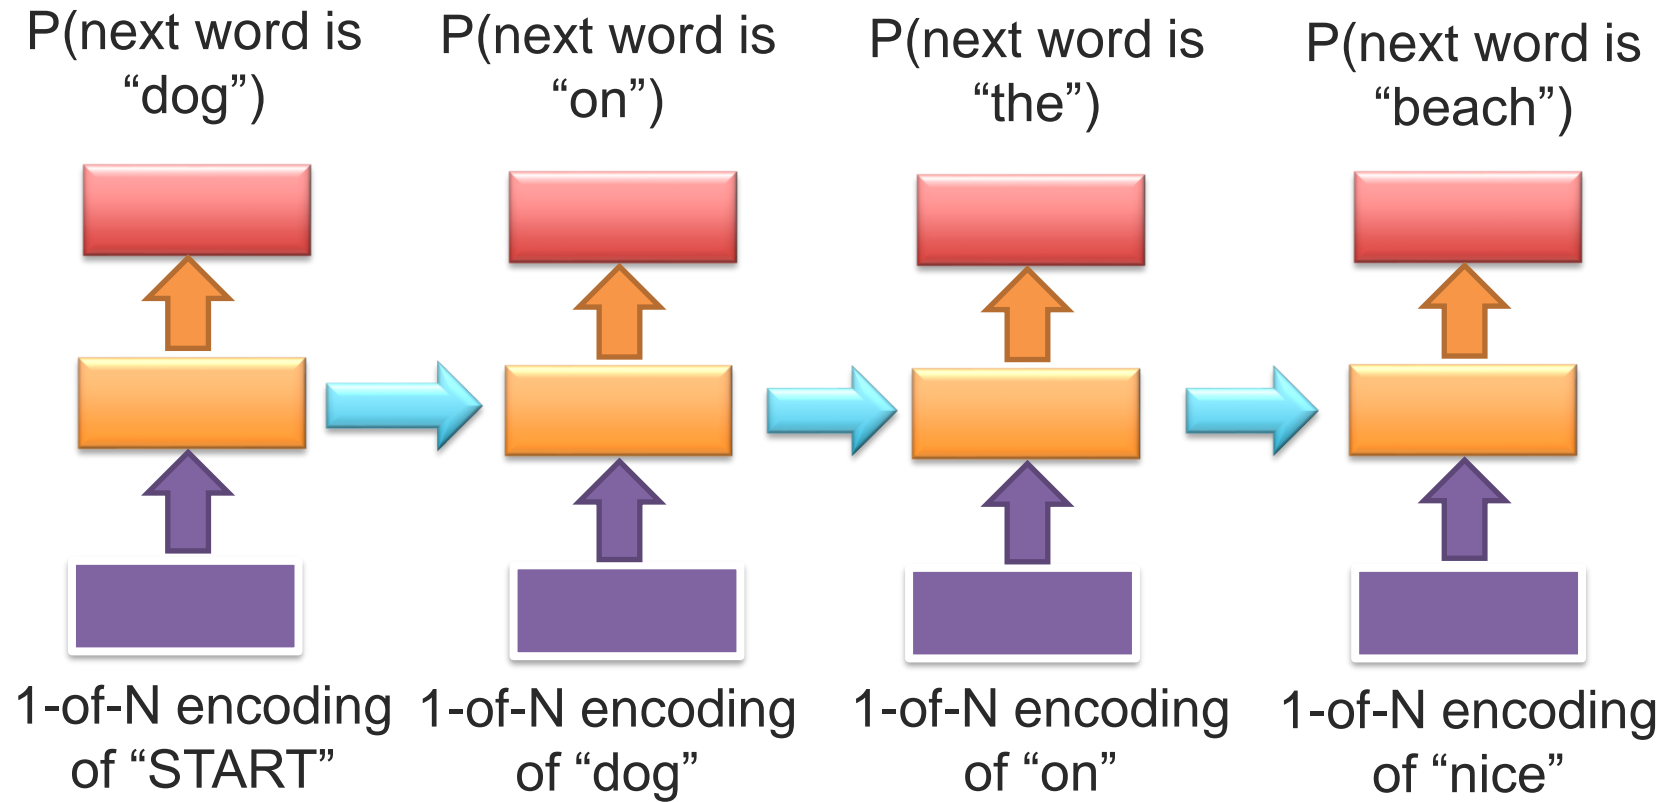 P(next word is
“dog”)
P(next word is
“on”)
P(next word is
“the”)
P(next word is
“beach”)
1-of-N encoding
of “START”
1-of-N encoding
of “dog”
1-of-N encoding
of “on”
1-of-N encoding
of “nice”